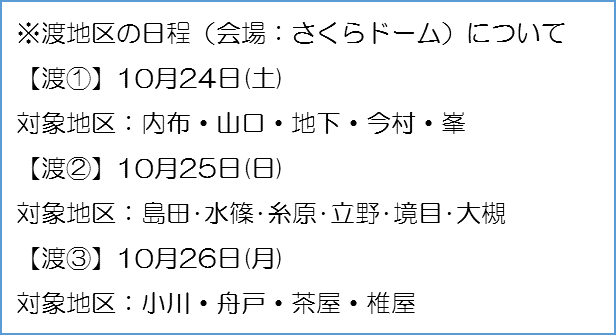 ※渡地区の日程（会場：さくらドーム）について
【渡①】10月24日(土)
対象地区：内布・山口・地下・今村・峯
【渡②】10月25日(日)
対象地区：島田･水篠･糸原･立野･境目･大槻
【渡③】10月26日(月)
対象地区：小川・舟戸・茶屋・椎屋